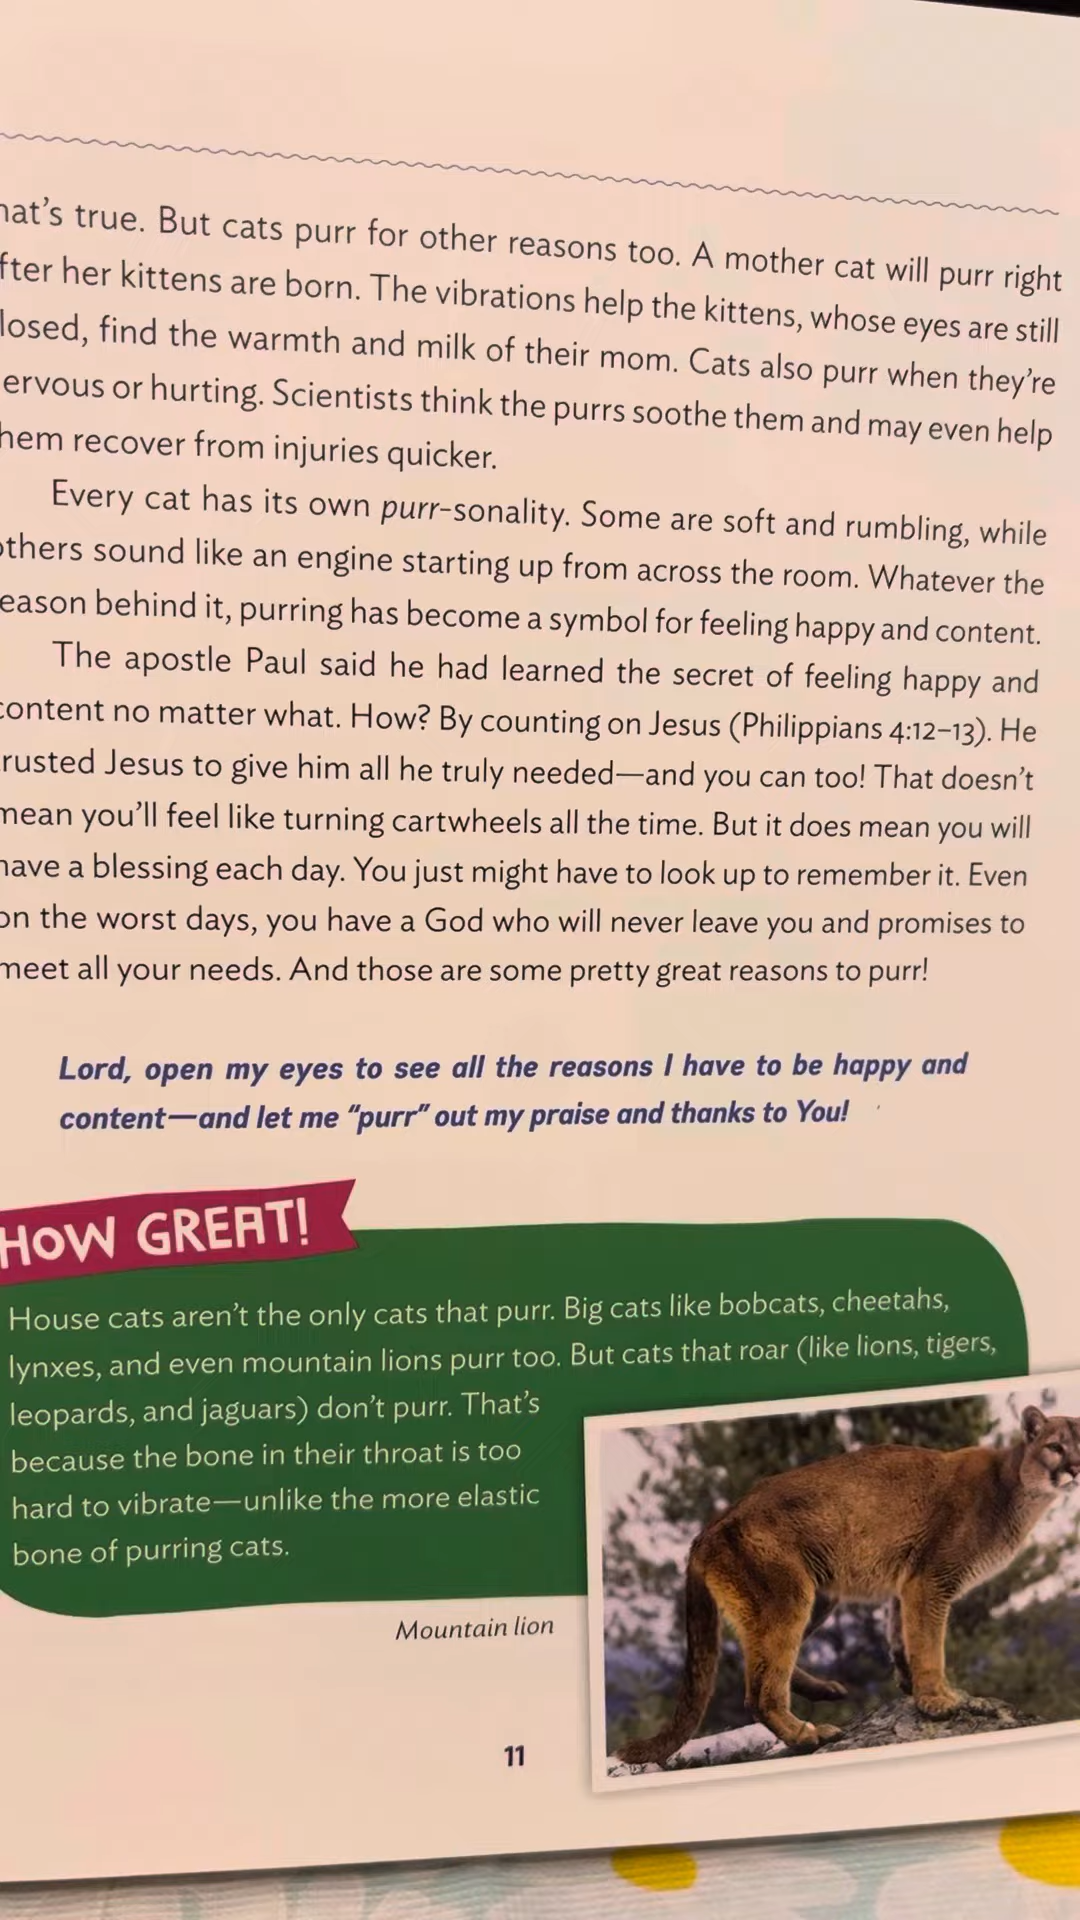 hat's true. But cats purr for other reasons too. A mother cat will purr right
fter her kittens are born. The vibrations help the kittens, whose eyes are still
losed, find the warmth and milk of their mom. Cats also purr when they're
ervous or hurting. Scientists think the purrs soothe them and may even help
hem recover from injuries quicker.
Every cat has its own purr-sonality. Some are soft and rumbling, while
others sound like an engine starting up from across the room. Whatever the
eason behind it, purring has become a symbol for feeling happy and content.
The apostle Paul said he had learned the secret of feeling happy and
content no matter what. How? By counting on Jesus (Philippians 4:12–13). He
rusted Jesus to give him all he truly needed—and you can too! That doesn't
mean you'll feel like turning cartwheels all the time. But it does mean you will
have a blessing each day. You just might have to look up to remember it. Even
on the worst days, you have a God who will never leave you and promises to
meet all your needs. And those are some pretty great reasons to purr!
Lord, open my eyes to see all the reasons I have to be happy and
content—and let me "purr" out my praise and thanks to You!
HOW GREAT!
House cats aren't the only cats that purr. Big cats like bobcats, cheetahs,
lynxes, and even mountain lions purr too. But cats that roar (like lions, tigers,
leopards, and jaguars) don't purr. That's
because the bone in their throat is too
hard to vibrate—unlike the more elastic
bone of purring cats.
Mountain lion
11